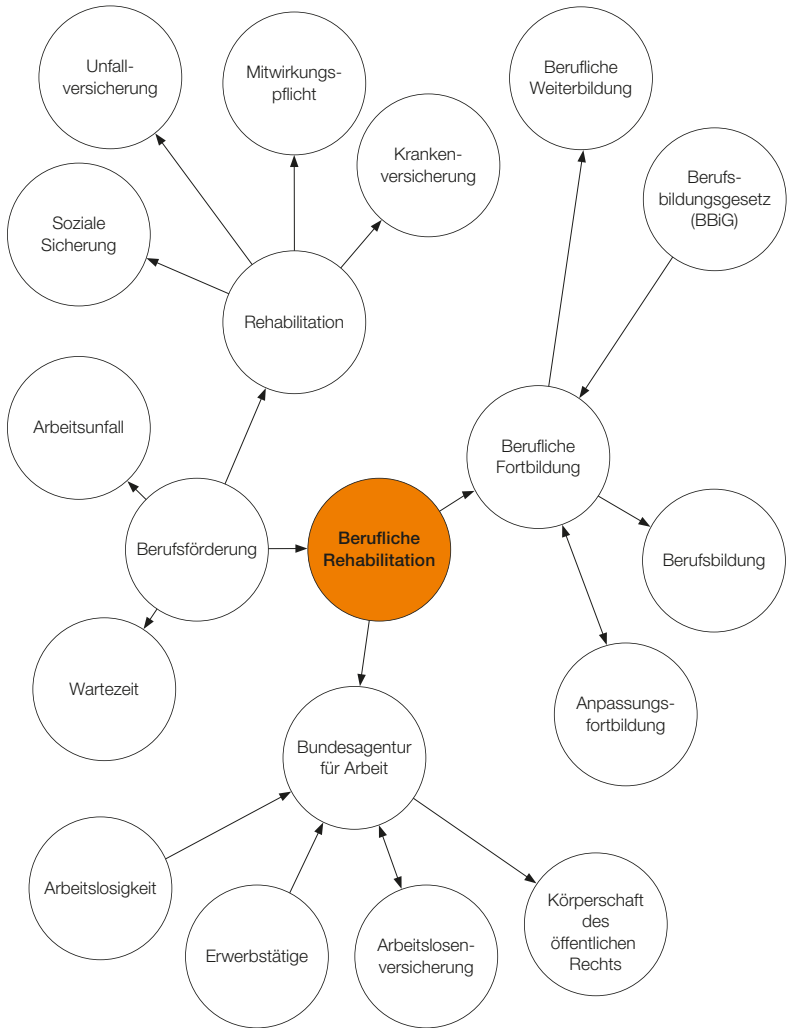 Unfall-
versicherung
Mitwirkungs-
pflicht
Berufliche
Weiterbildung
Kranken-
versicherung
Berufs-
bildungsgesetz
(BBiG)
Soziale
Sicherung
Rehabilitation
Arbeitsunfall
Berufliche
Fortbildung
Berufsförderung
Berufliche
Rehabilitation
Berufsbildung
Wartezeit
Anpassungs-
fortbildung
Bundesagentur
für Arbeit
Arbeitslosigkeit
Erwerbstätige
Arbeitslosen-
versicherung
Körperschaft
des
öffentlichen
Rechts